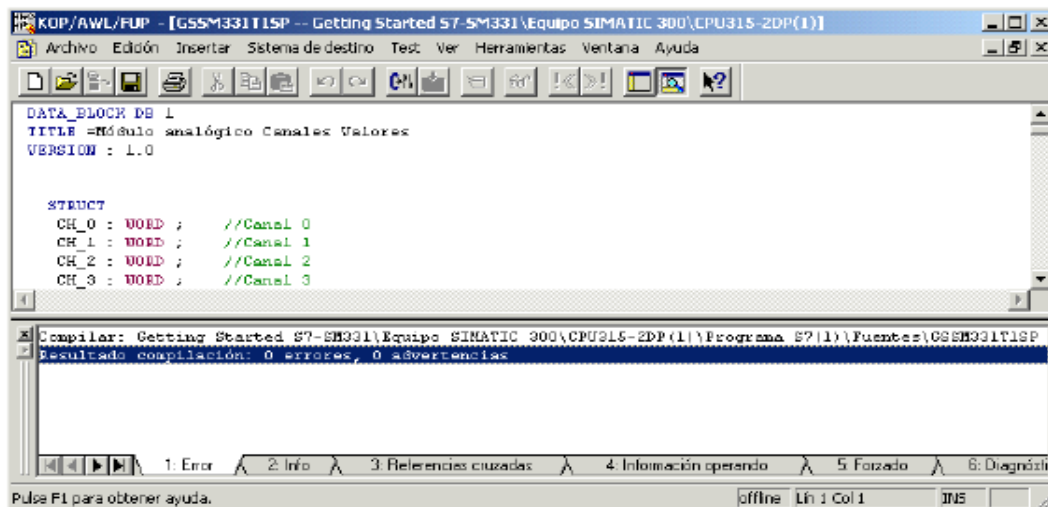 KOP/AWL/FUP - [GSSM331T1SP -- Getting Started S7-SM331\Equipo SIMATIC 300\CPU315-2DP(1)]
Archivo Edición Insertar Sistema de destino Test Ver Herramientas Ventana Ayuda
DATA_BLOCK DB 1
TITLE =Módulo analógico Canales Valores
VERSION : 1.0
STRUCT
CH_0 : WORD ; //Canal 0
CH_1 : WORD ; //Canal 1
CH_2 : WORD ; //Canal 2
CH_3 : WORD ; //Canal 3
Compilar: Getting Started S7-SM331\Equipo SIMATIC 300\CPU315-2DP(1)\Programa S7(1)\Fuentes\GSSM331T1SP
Resultado compilación: 0 errores, 0 advertencias
1: Error 2: Info 3: Referencias cruzadas 4: Información operando 5: Forzado 6: Diagnósti
Pulse F1 para obtener ayuda. offline Lín 1 Col 1 INS